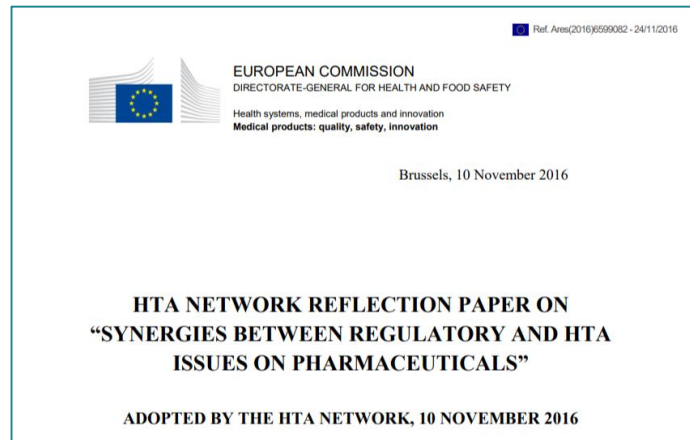 Ref. Ares(2016)6599082 - 24/11/2016
EUROPEAN COMMISSION
DIRECTORATE-GENERAL FOR HEALTH AND FOOD SAFETY
Health systems, medical products and innovation
Medical products: quality, safety, innovation
Brussels, 10 November 2016
HTA NETWORK REFLECTION PAPER ON
“SYNERGIES BETWEEN REGULATORY AND HTA
ISSUES ON PHARMACEUTICALS”
ADOPTED BY THE HTA NETWORK, 10 NOVEMBER 2016